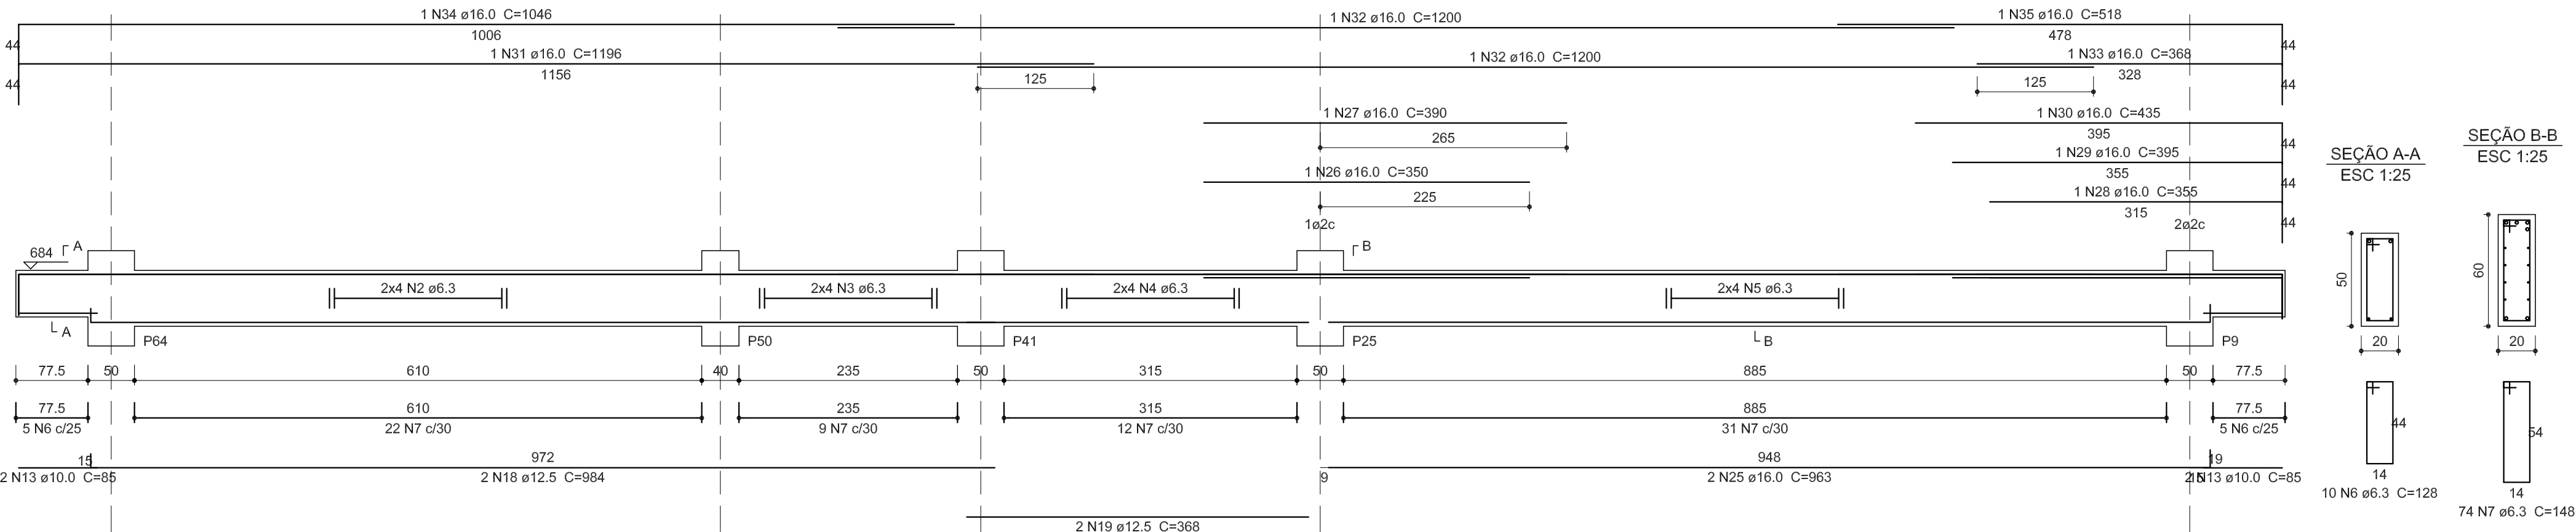 1 N34 ø16.0 C=1046
1 N32 ø16.0 C=1200
1 N35 ø16.0 C=518
44
1006
478
44
1 N31 ø16.0 C=1196
1 N32 ø16.0 C=1200
1 N33 ø16.0 C=368
44
1156
125
125
328
44
1 N27 ø16.0 C=390
1 N30 ø16.0 C=435
265
395
44
SEÇÃO B-B
ESC 1:25
1 N29 ø16.0 C=395
SEÇÃO A-A
ESC 1:25
1 N26 ø16.0 C=350
355
44
225
1 N28 ø16.0 C=355
315
44
1ø2c
2ø2c
684
A
B
2x4 N2 ø6.3
2x4 N3 ø6.3
2x4 N4 ø6.3
2x4 N5 ø6.3
50
60
A
P64
P50
P41
P25
B
P9
20
20
77.5
50
610
40
235
50
315
50
885
50
77.5
77.5
610
235
315
885
77.5
5 N6 c/25
22 N7 c/30
9 N7 c/30
12 N7 c/30
31 N7 c/30
5 N6 c/25
44
54
15
972
948
19
2 N13 ø10.0 C=85
2 N18 ø12.5 C=984
9
2 N25 ø16.0 C=963
15
2 N13 ø10.0 C=85
14
10 N6 ø6.3 C=128
14
74 N7 ø6.3 C=148
2 N19 ø12.5 C=368